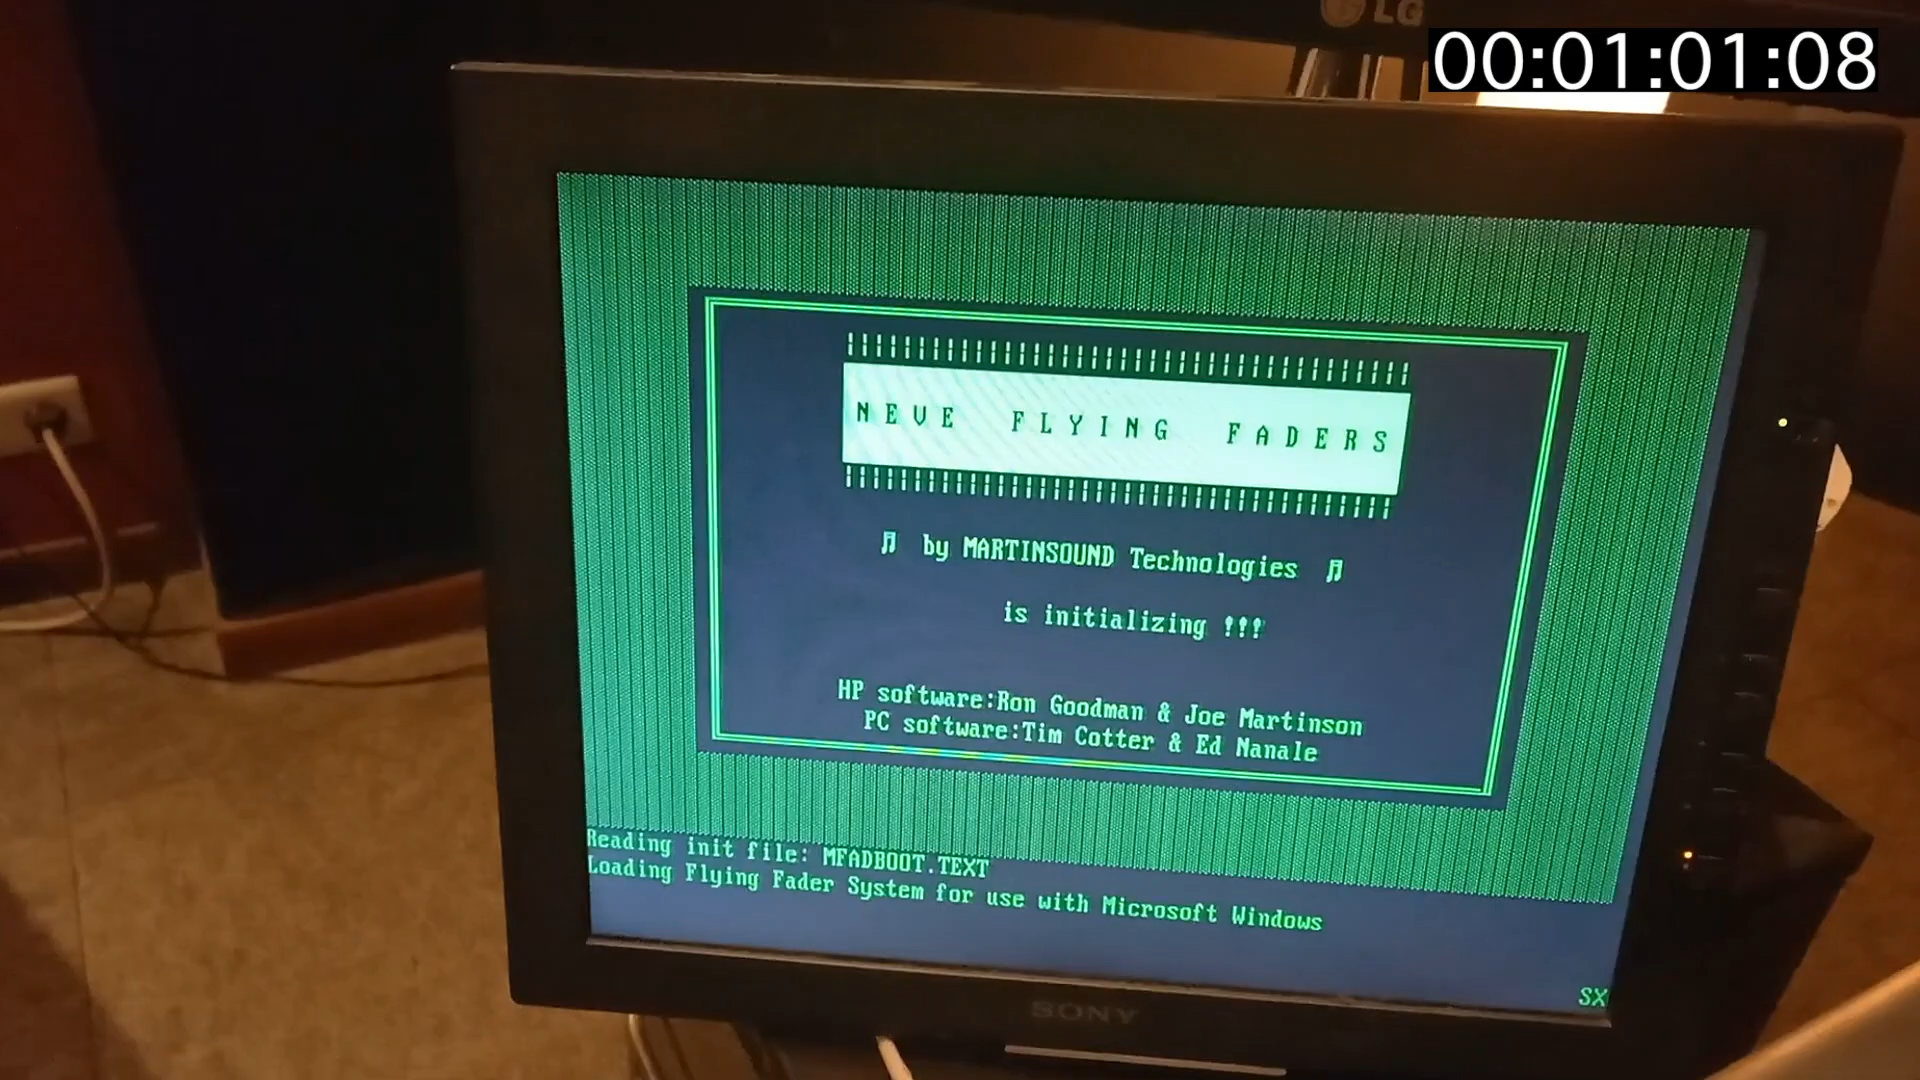 LG
00:01:01:08
NEVE FLYING FADERS
♫ by MARTINSOUND Technologies ♫
is initializing !!!
HP software:Ron Goodman & Joe Martinson
PC software:Tim Cotter & Ed Nanale
Reading init file: MFADBOOT.TEXT
Loading Flying Fader System for use with Microsoft Windows
SX
SONY